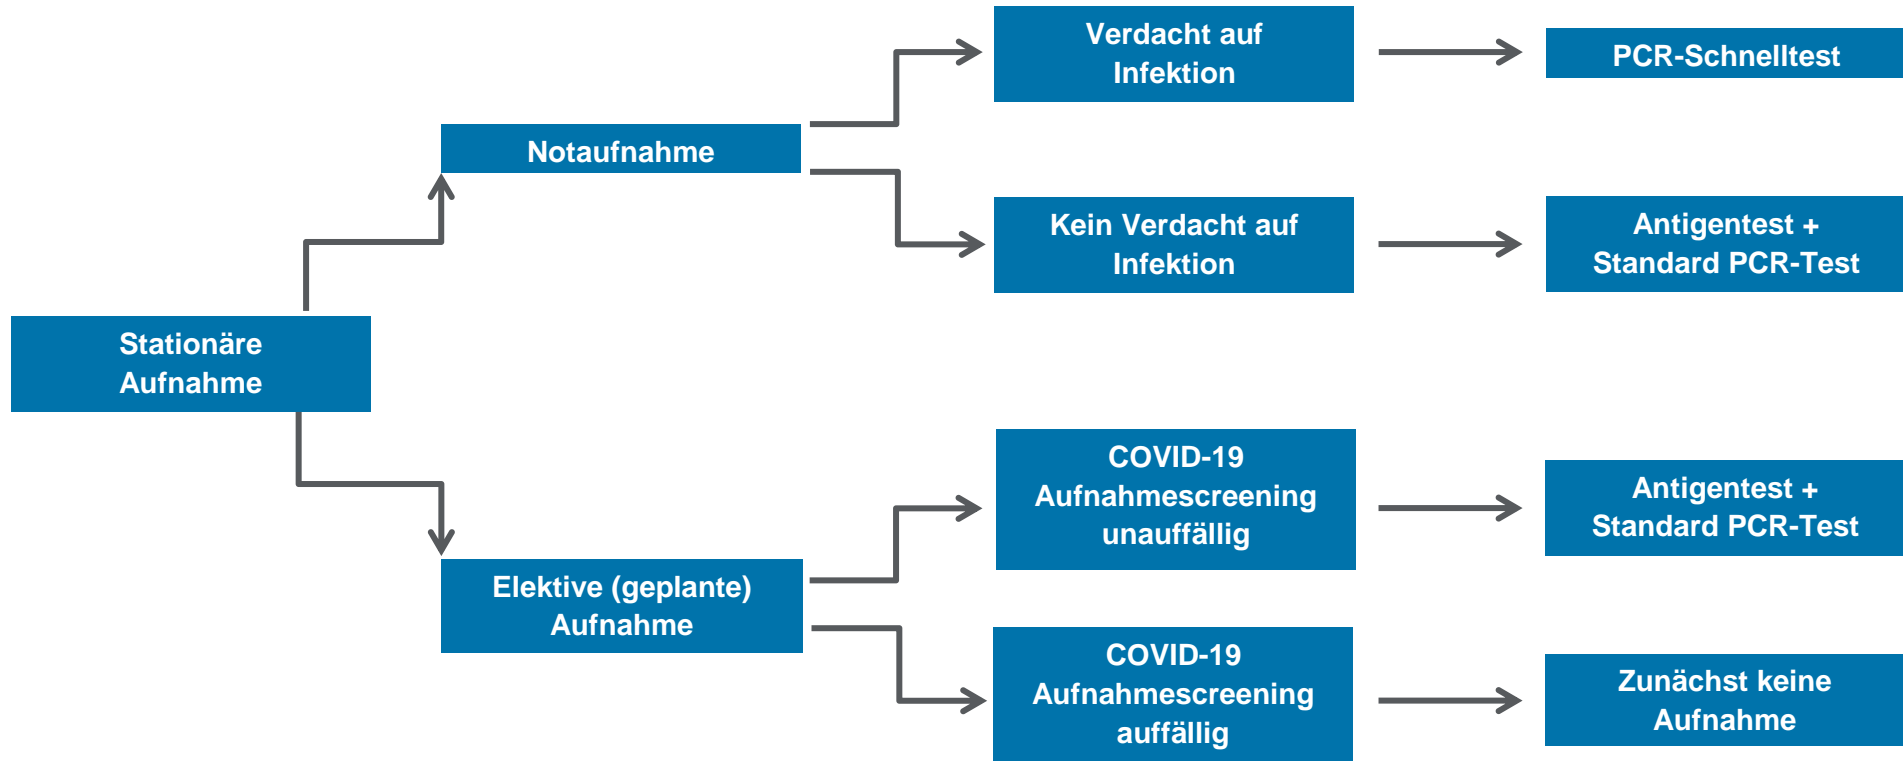 Verdacht auf
Infektion
PCR-Schnelltest
Notaufnahme
Kein Verdacht auf
Infektion
Antigentest +
Standard PCR-Test
Stationäre
Aufnahme
COVID-19
Aufnahmescreening
unauffällig
Antigentest +
Standard PCR-Test
Elektive (geplante)
Aufnahme
COVID-19
Aufnahmescreening
auffällig
Zunächst keine
Aufnahme